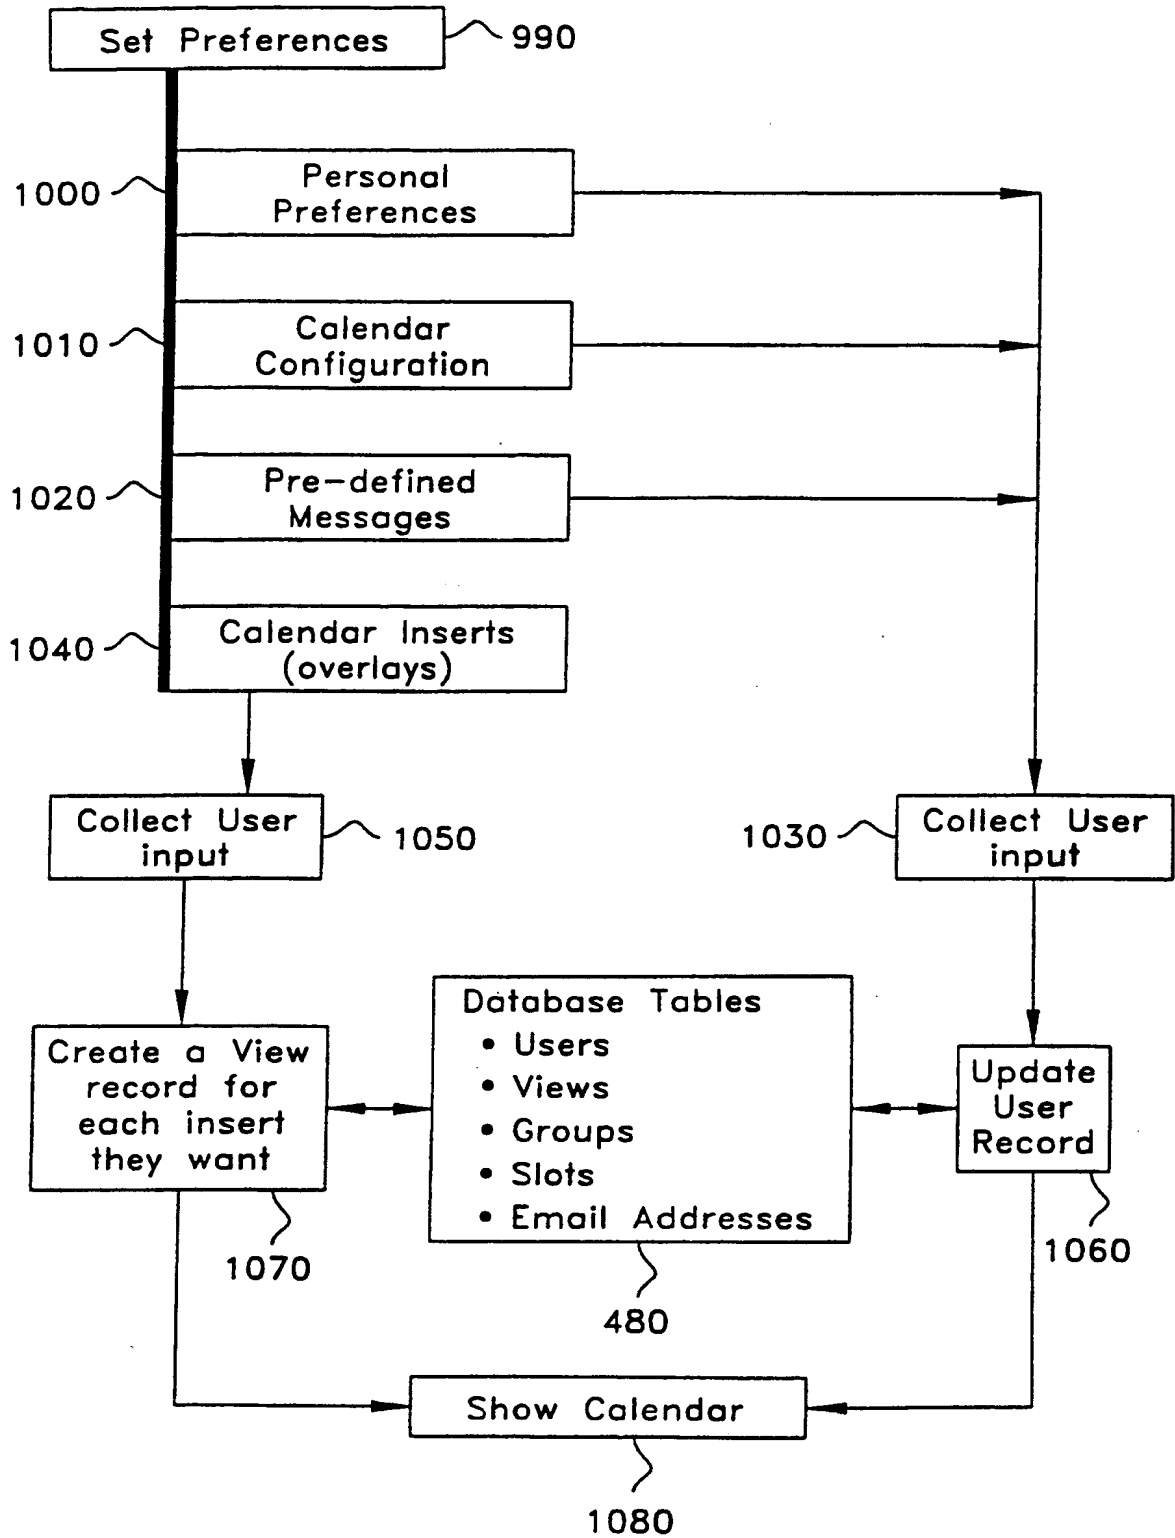 Set Preferences
990
1000
Personal
Preferences
1010
Calendar
Configuration
1020
Pre-defined
Messages
1040
Calendar Inserts
(overlays)
Collect User
input
1050
1030
Collect User
input
Create a View
record for
each insert
they want
1070
Database Tables
• Users
• Views
• Groups
• Slots
• Email Addresses
480
Update
User
Record
1060
Show Calendar
1080